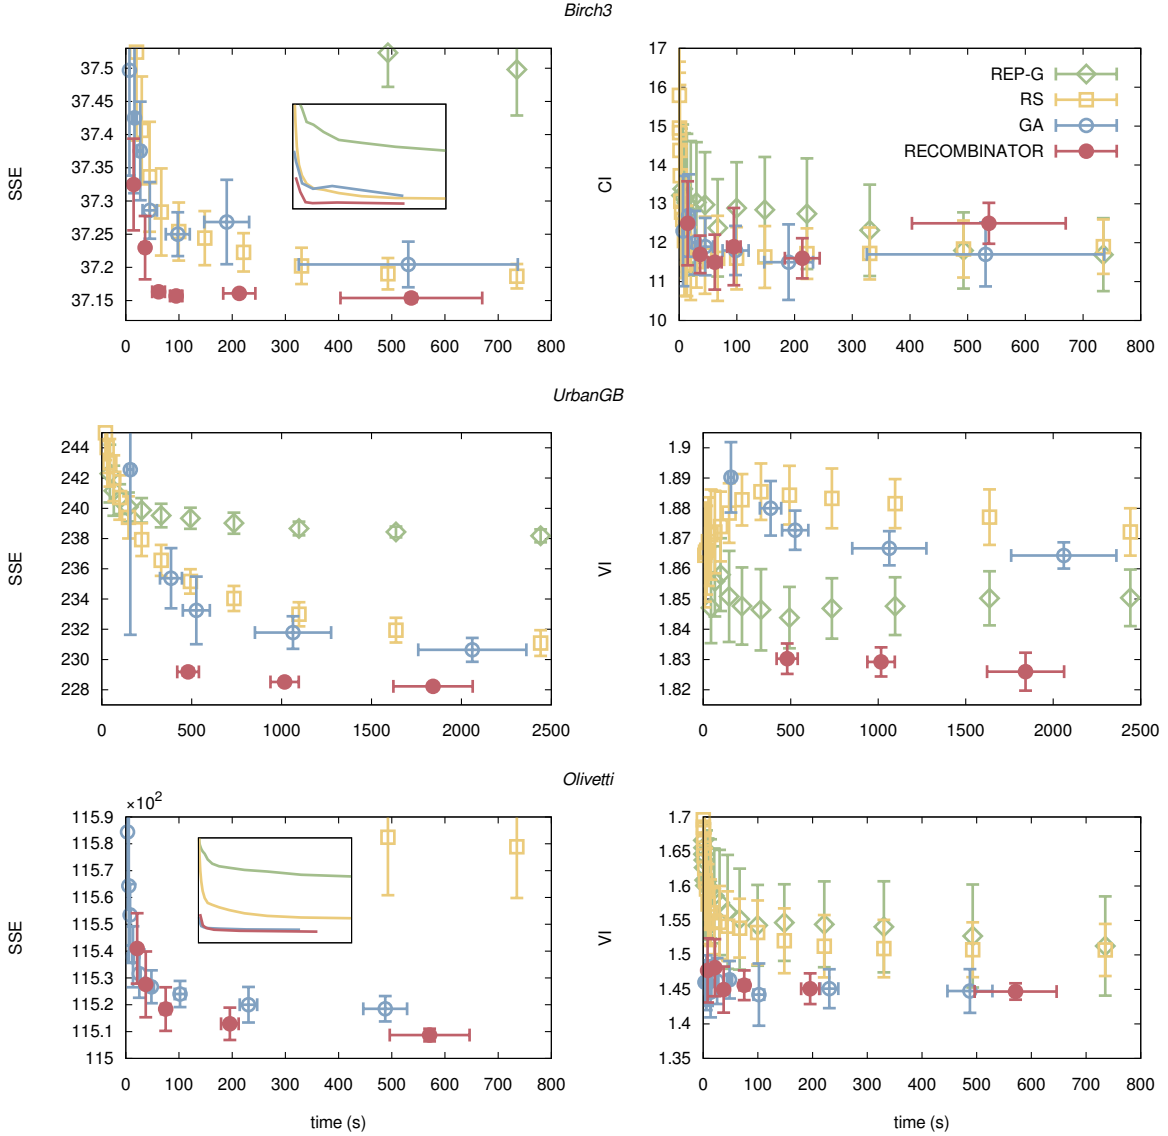 Birch3
37.5
37.45
37.4
37.35
37.3
37.25
37.2
37.15
SSE
0 100 200 300 400 500 600 700 800
17
16
15
14
13
12
11
10
CI
REP-G
RS
GA
RECOMBINATOR
0 100 200 300 400 500 600 700 800
UrbanGB
244
242
240
238
236
234
232
230
228
SSE
0 500 1000 1500 2000 2500
1.9
1.89
1.88
1.87
1.86
1.85
1.84
1.83
1.82
VI
0 500 1000 1500 2000 2500
Olivetti
×10²
115.9
115.8
115.7
115.6
115.5
115.4
115.3
115.2
115.1
115
SSE
0 100 200 300 400 500 600 700 800
time (s)
1.7
1.65
1.6
1.55
1.5
1.45
1.4
1.35
VI
0 100 200 300 400 500 600 700 800
time (s)